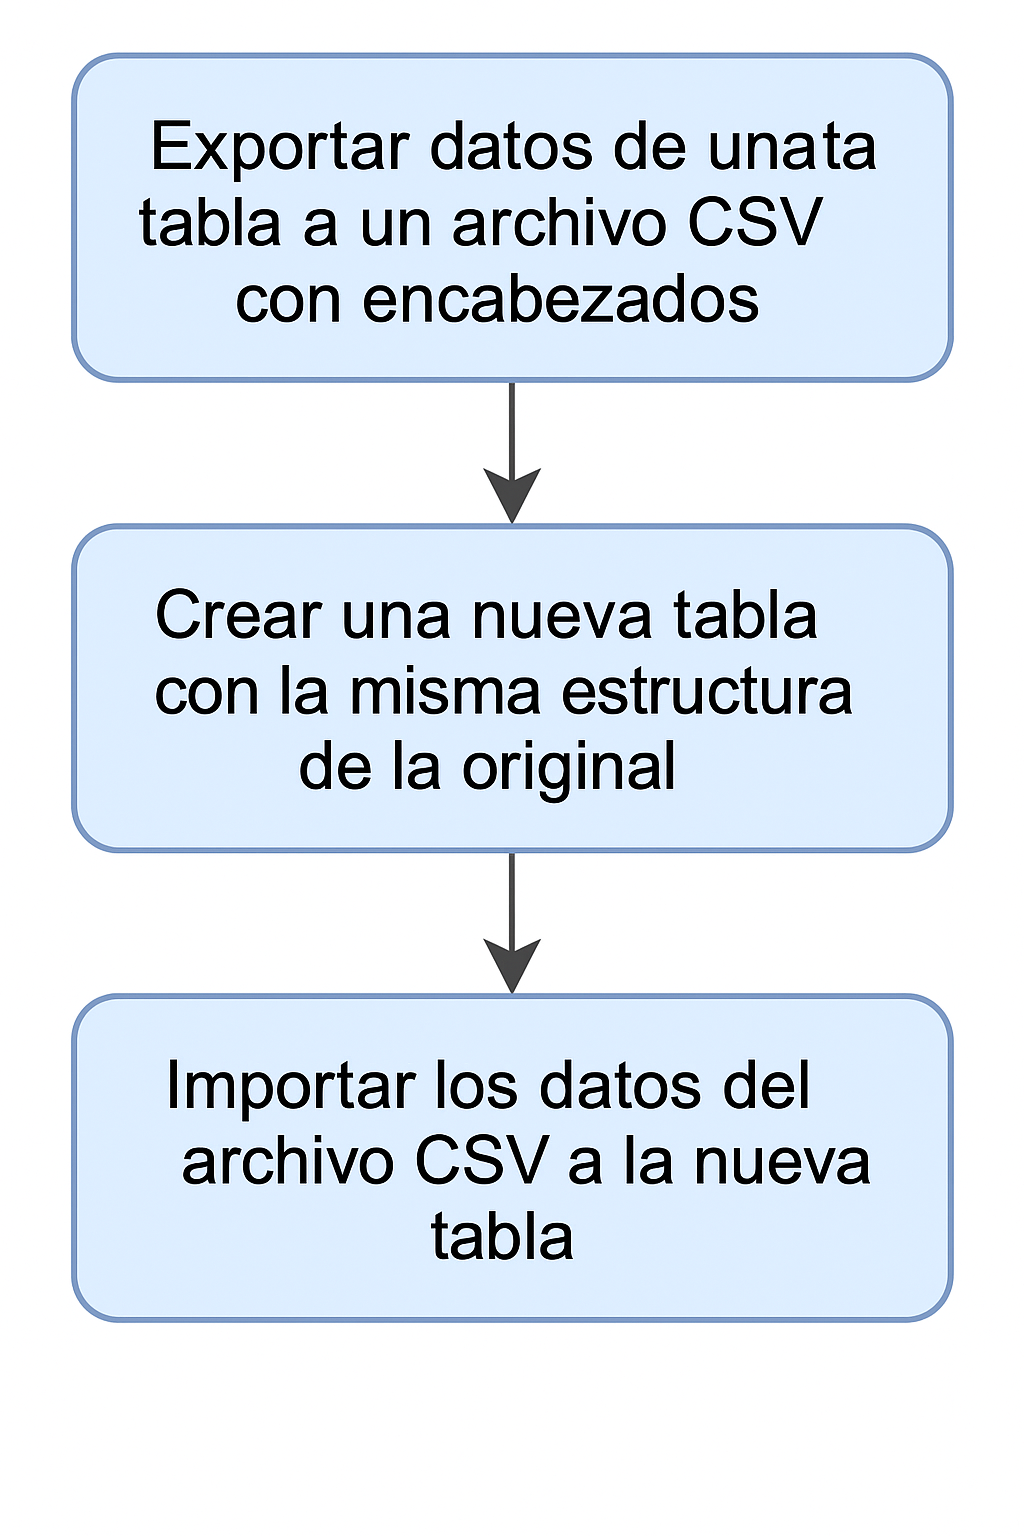 Exportar datos de unata
tabla a un archivo CSV
con encabezados
Crear una nueva tabla
con la misma estructura
de la original
Importar los datos del
archivo CSV a la nueva
tabla